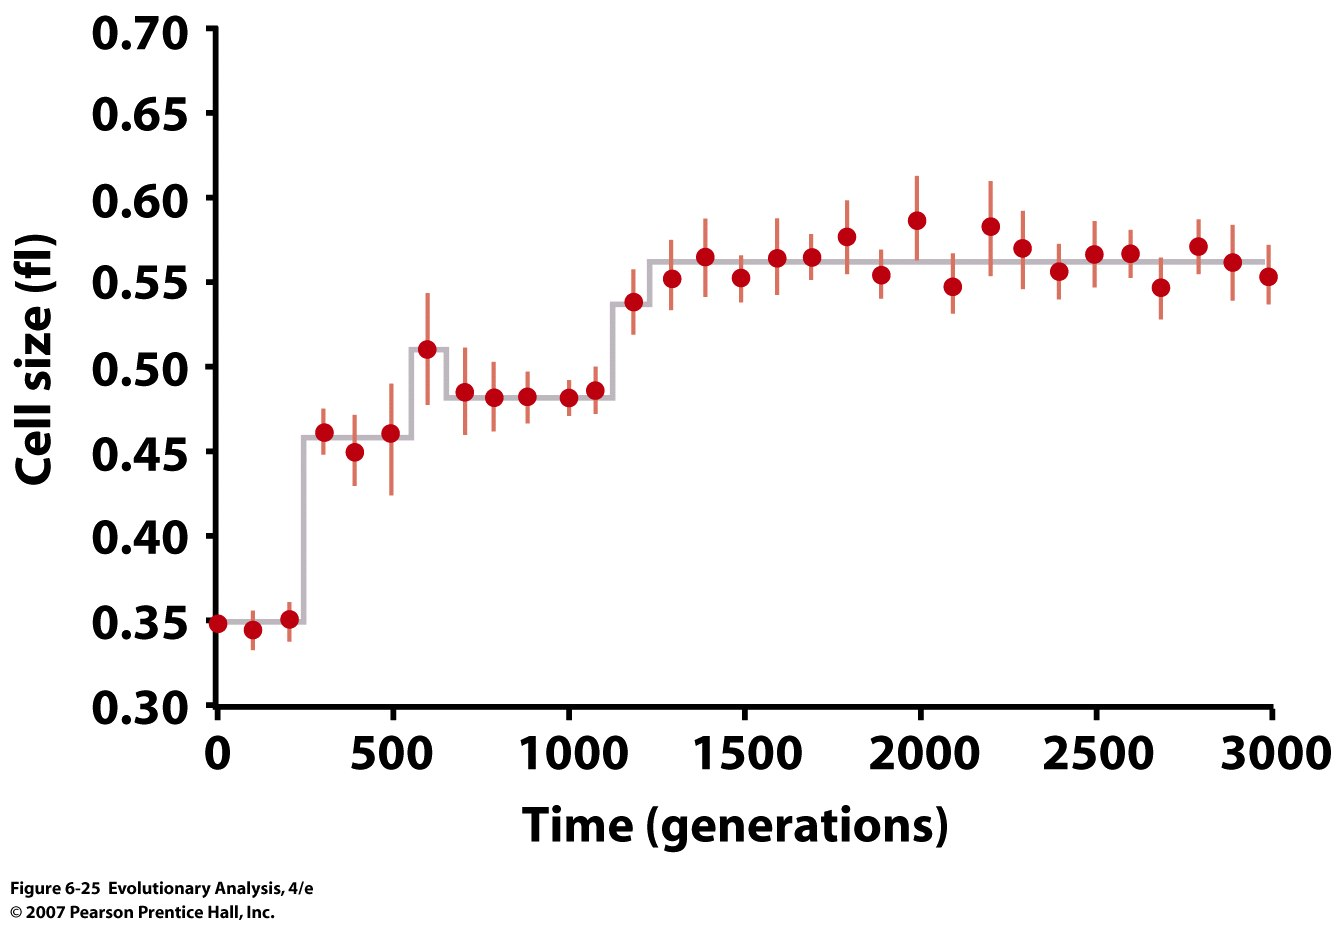 0.70
0.65
0.60
0.55
0.50
0.45
0.40
0.35
0.30
Cell size (fl)
0 500 1000 1500 2000 2500 3000
Time (generations)
Figure 6-25 Evolutionary Analysis, 4/e
© 2007 Pearson Prentice Hall, Inc.